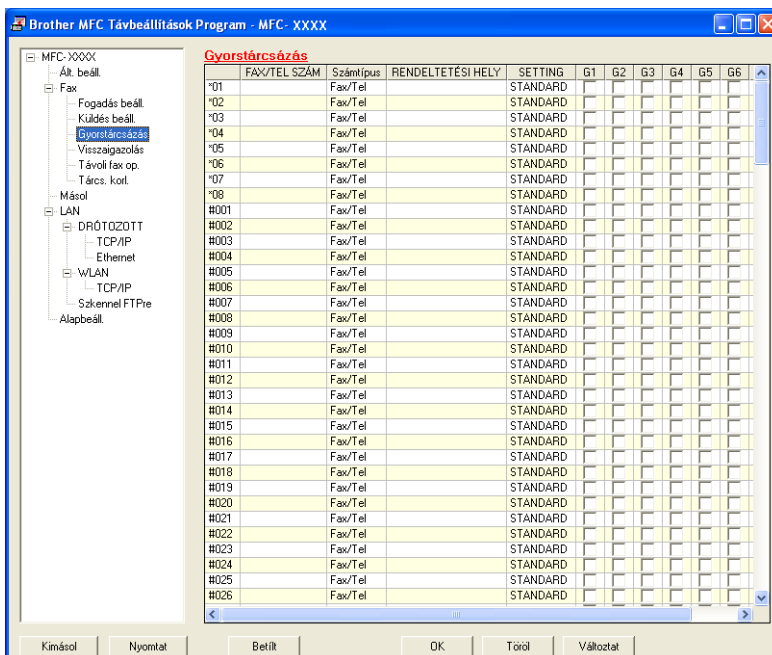 Brother MFC Távbeállítások Program - MFC- XXXX
MFC-XXXX
Ált. beáll.
Fax
Fogadás beáll.
Küldés beáll.
Gyorstárcsázás
Visszaigazolás
Távoli fax op.
Tárcs. korl.
Másol
LAN
DRÓTOZOTT
TCP/IP
Ethernet
WLAN
TCP/IP
Szkennel FTPre
Alapbeáll.
Gyorstárcsázás
FAX/TEL SZÁM Számtípus RENDELTETÉSI HELY SETTING G1 G2 G3 G4 G5 G6
*01 Fax/Tel STANDARD
*02 Fax/Tel STANDARD
*03 Fax/Tel STANDARD
*04 Fax/Tel STANDARD
*05 Fax/Tel STANDARD
*06 Fax/Tel STANDARD
*07 Fax/Tel STANDARD
*08 Fax/Tel STANDARD
#001 Fax/Tel STANDARD
#002 Fax/Tel STANDARD
#003 Fax/Tel STANDARD
#004 Fax/Tel STANDARD
#005 Fax/Tel STANDARD
#006 Fax/Tel STANDARD
#007 Fax/Tel STANDARD
#008 Fax/Tel STANDARD
#009 Fax/Tel STANDARD
#010 Fax/Tel STANDARD
#011 Fax/Tel STANDARD
#012 Fax/Tel STANDARD
#013 Fax/Tel STANDARD
#014 Fax/Tel STANDARD
#015 Fax/Tel STANDARD
#016 Fax/Tel STANDARD
#017 Fax/Tel STANDARD
#018 Fax/Tel STANDARD
#019 Fax/Tel STANDARD
#020 Fax/Tel STANDARD
#021 Fax/Tel STANDARD
#022 Fax/Tel STANDARD
#023 Fax/Tel STANDARD
#024 Fax/Tel STANDARD
#025 Fax/Tel STANDARD
#026 Fax/Tel STANDARD
Kimásol Nyomtat Betílt OK Töröl Változtat